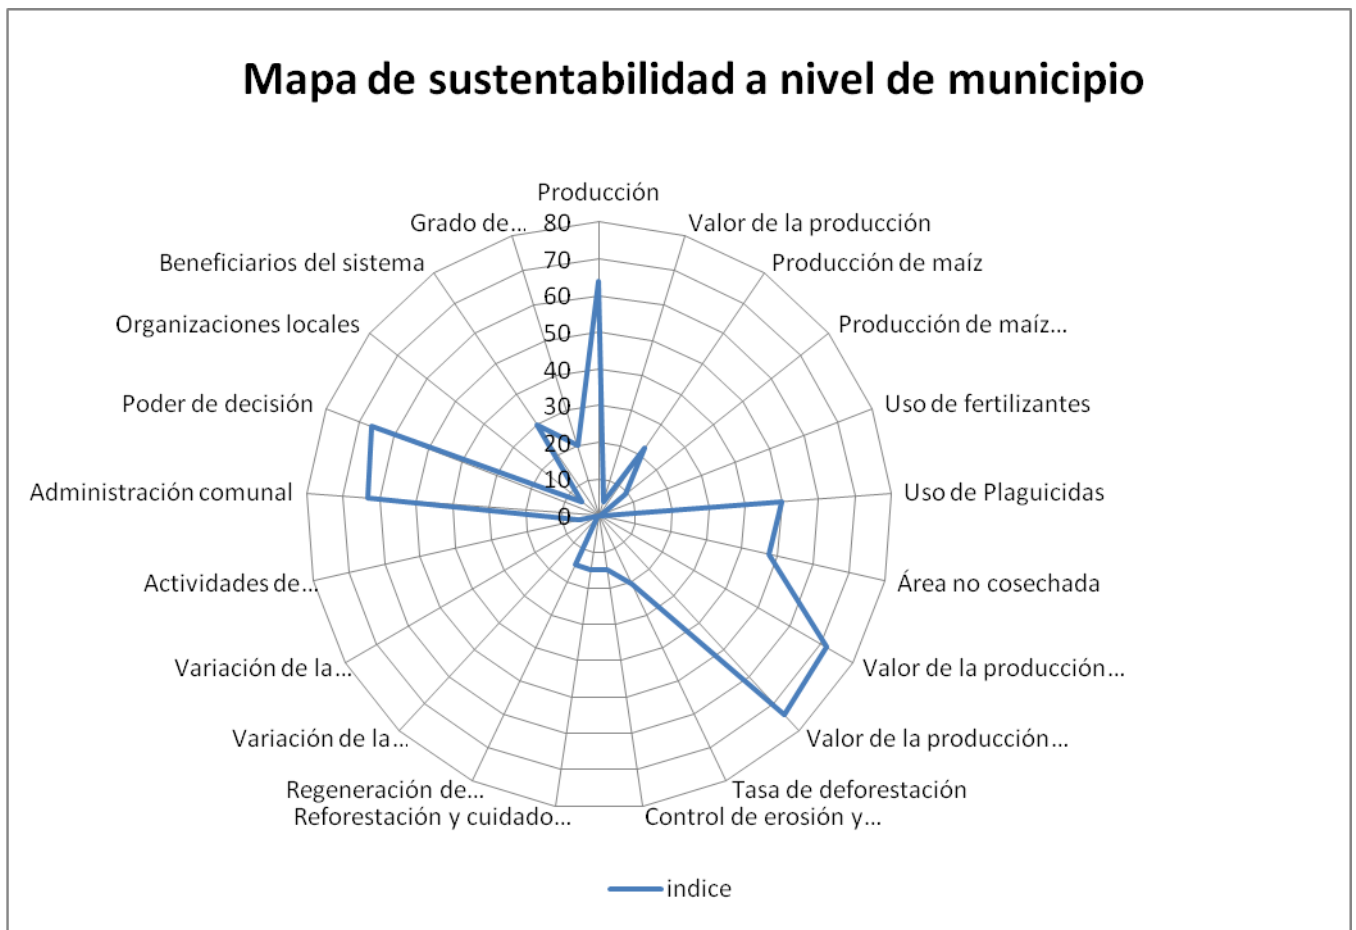 Mapa de sustentabilidad a nivel de municipio
Producción
Valor de la producción
Producción de maíz
Producción de maíz...
Uso de fertilizantes
Uso de Plaguicidas
Área no cosechada
Valor de la producción...
Valor de la producción...
Tasa de deforestación
Control de erosión y...
Reforestación y cuidado...
Regeneración de...
Variación de la...
Variación de la...
Actividades de...
Administración comunal
Poder de decisión
Organizaciones locales
Beneficiarios del sistema
Grado de...
80
70
60
50
40
30
20
10
0
indice